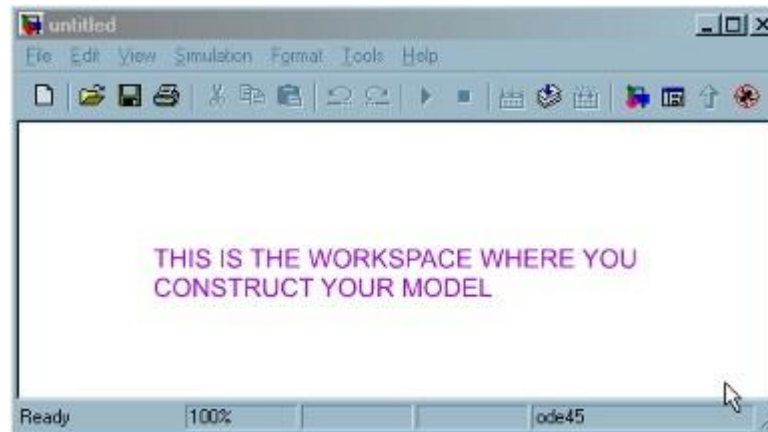 untitled
File Edit View Simulation Format Tools Help
THIS IS THE WORKSPACE WHERE YOU
CONSTRUCT YOUR MODEL
Ready 100% ode45